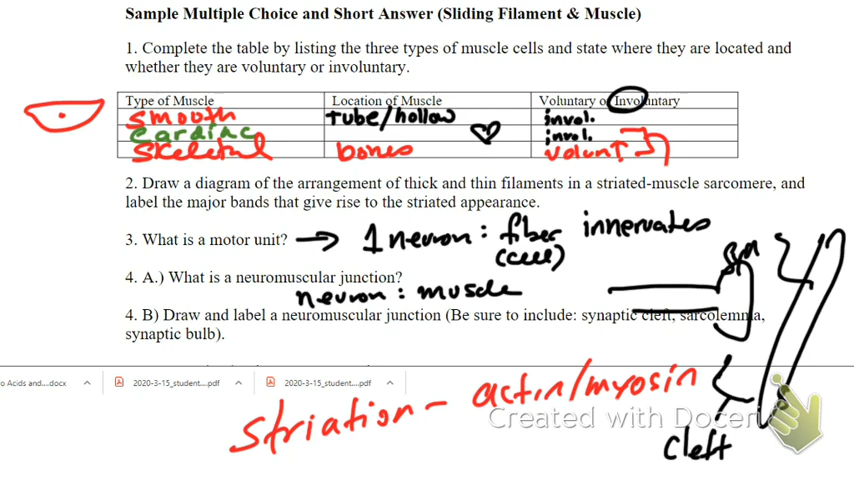 Sample Multiple Choice and Short Answer (Sliding Filament & Muscle)
1. Complete the table by listing the three types of muscle cells and state where they are located and
whether they are voluntary or involuntary.
Type of Muscle Location of Muscle Voluntary or Involuntary
smooth tube/hollow invol.
cardiac invol.
skeletal bones volunt
2. Draw a diagram of the arrangement of thick and thin filaments in a striated-muscle sarcomere, and
label the major bands that give rise to the striated appearance.
3. What is a motor unit? → 1 neuron : fiber innervates
(cell)
4. A.) What is a neuromuscular junction?
neuron : muscle
4. B) Draw and label a neuromuscular junction (Be sure to include: synaptic cleft, sarcolemma,
synaptic bulb).
o Acids and....docx 2020-3-15_student....pdf 2020-3-15_student....pdf
striation - actin/myosin
Created with Doceri
cleft